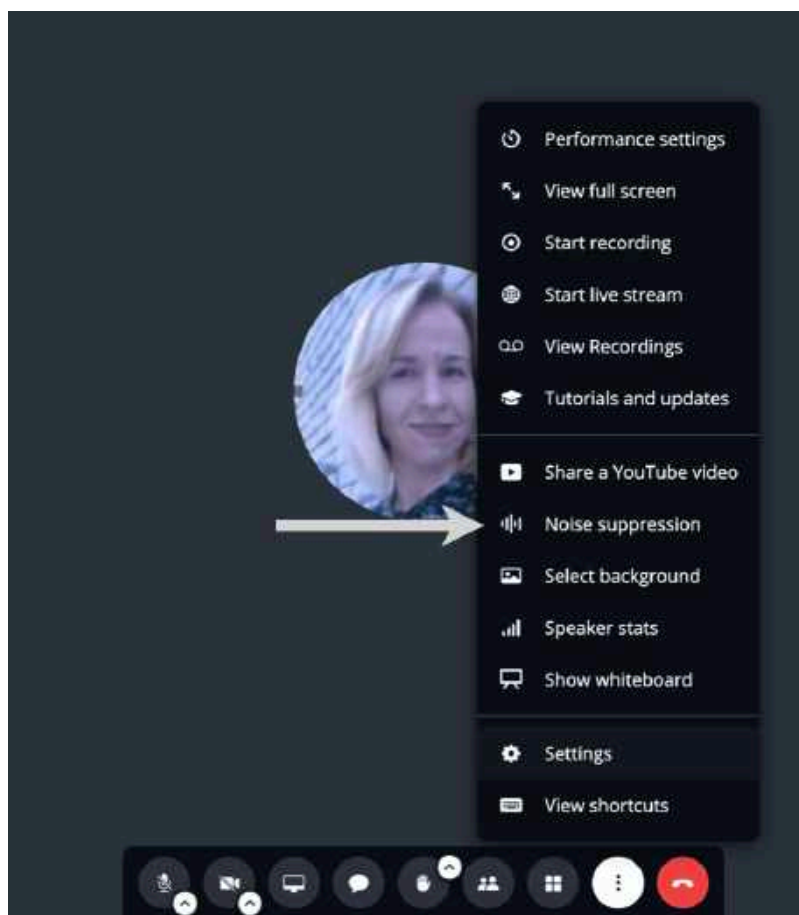 Performance settings
View full screen
Start recording
Start live stream
View Recordings
Tutorials and updates
Share a YouTube video
Noise suppression
Select background
Speaker stats
Show whiteboard
Settings
View shortcuts